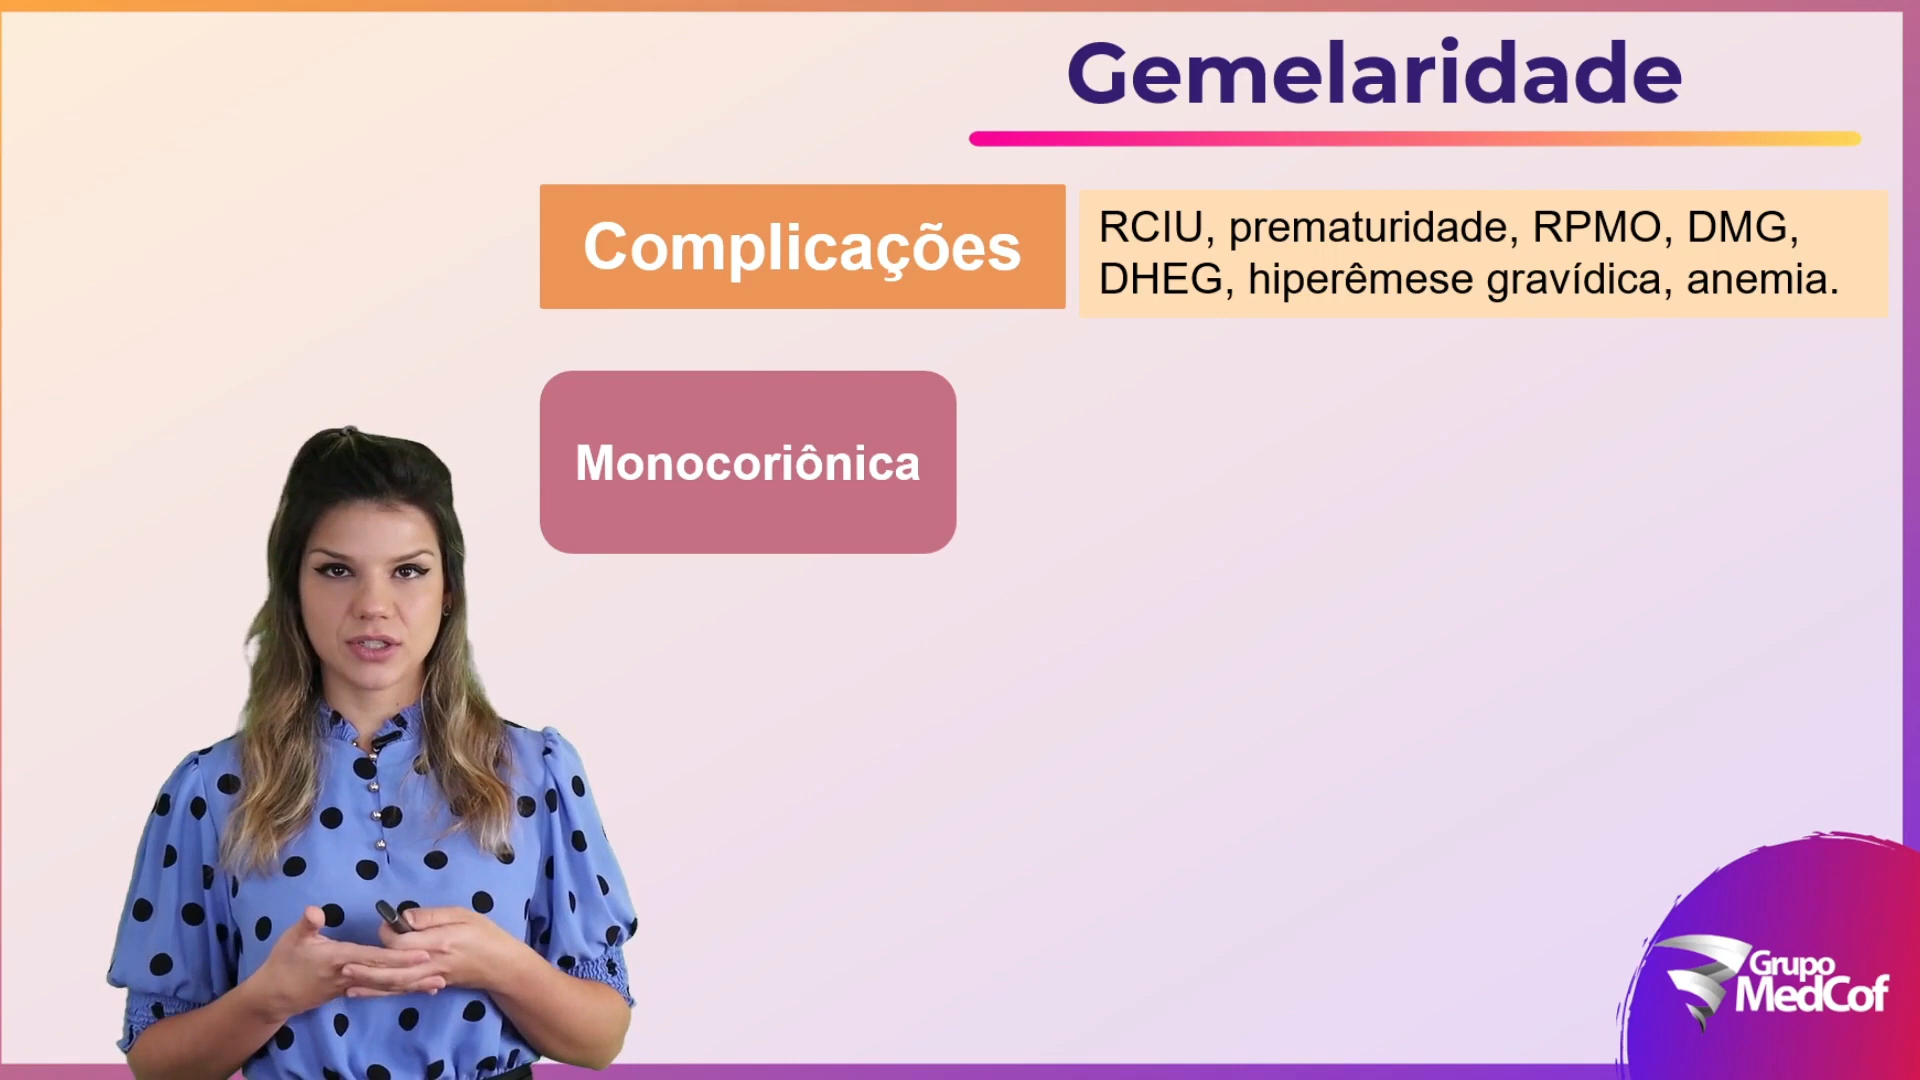 Gemelaridade
Complicações
RCIU, prematuridade, RPMO, DMG,
DHEG, hiperêmese gravídica, anemia.
Monocoriônica
Grupo
MedCof